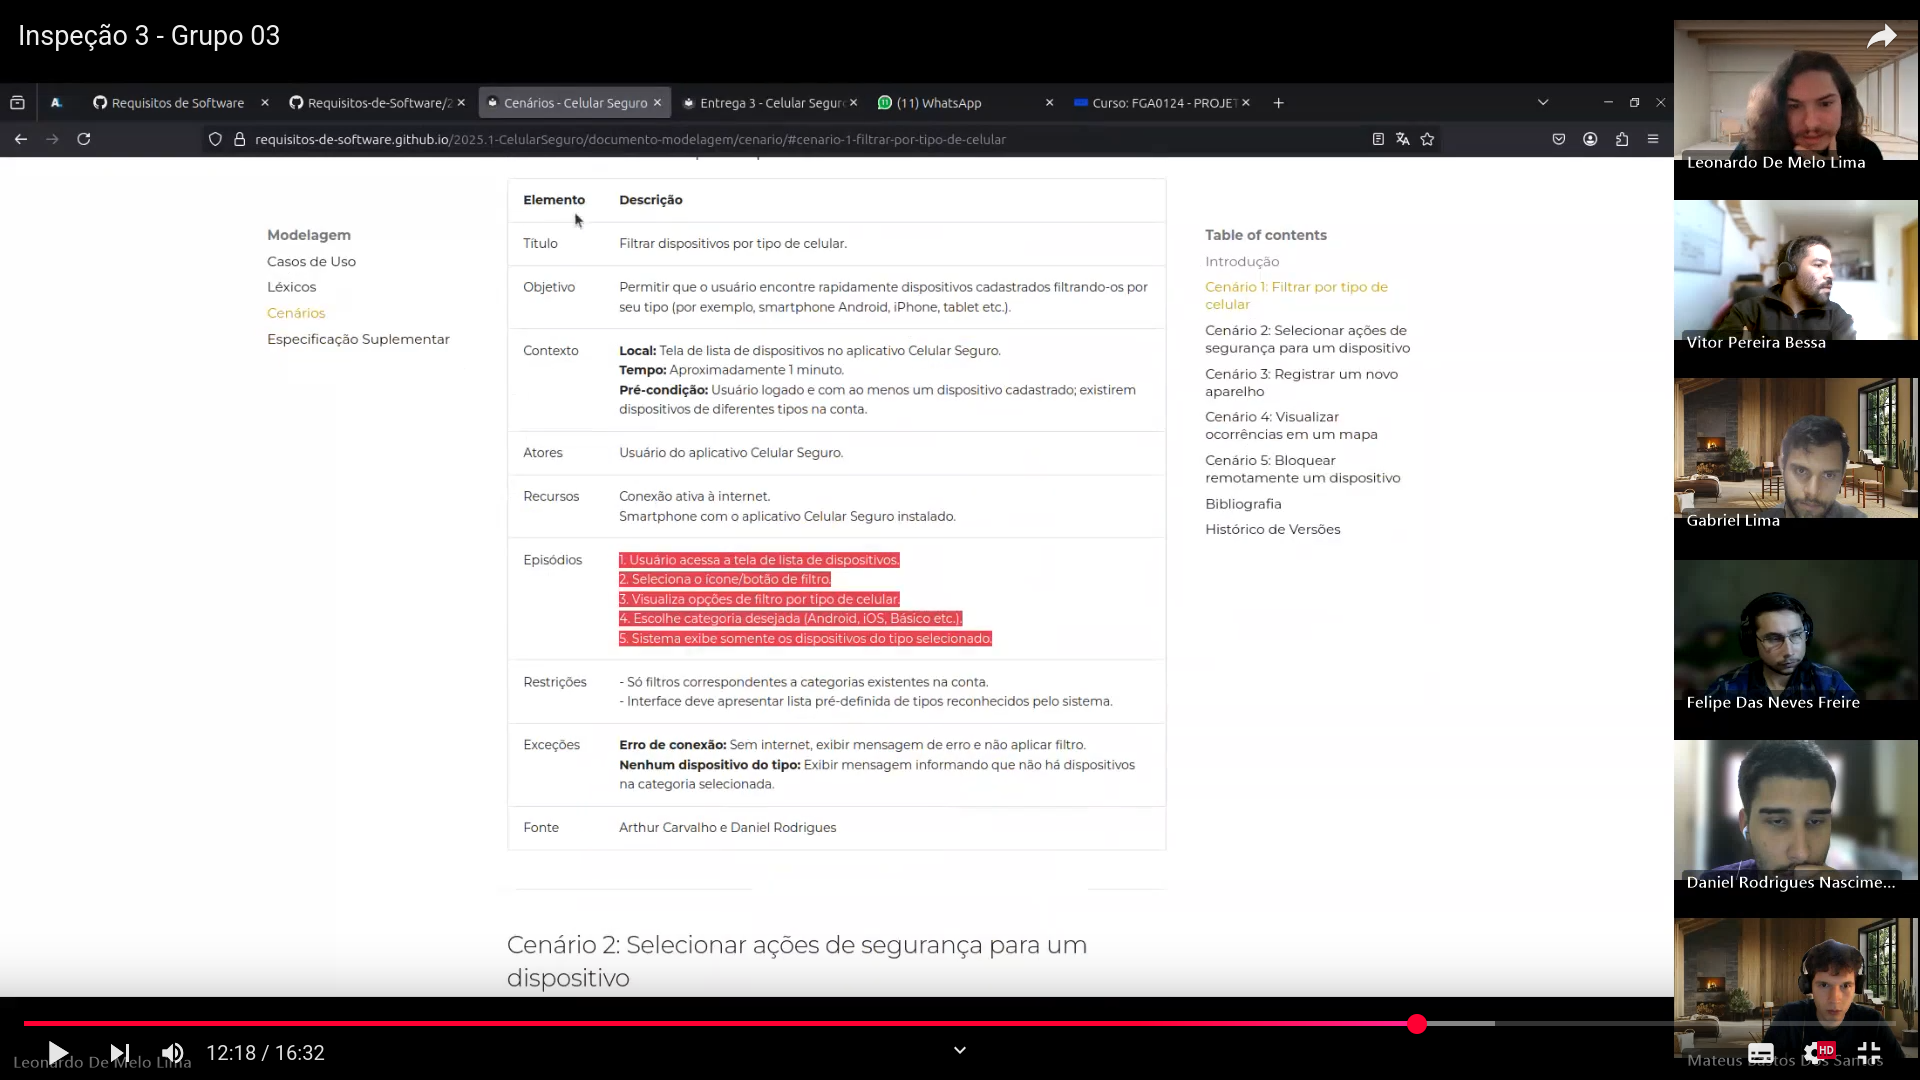 Inspeção 3 - Grupo 03
Requisitos de Software
Requisitos-de-Software/2
Cenários - Celular Seguro
Entrega 3 - Celular Segur
(11) WhatsApp
Curso: FGA0124 - PROJET
requisitos-de-software.github.io/2025.1-CelularSeguro/documento-modelagem/cenario/#cenario-1-filtrar-por-tipo-de-celular
Modelagem
Casos de Uso
Léxicos
Cenários
Especificação Suplementar
Elemento Descrição
Título Filtrar dispositivos por tipo de celular.
Objetivo Permitir que o usuário encontre rapidamente dispositivos cadastrados filtrando-os por
seu tipo (por exemplo, smartphone Android, iPhone, tablet etc.).
Contexto Local: Tela de lista de dispositivos no aplicativo Celular Seguro.
Tempo: Aproximadamente 1 minuto.
Pré-condição: Usuário logado e com ao menos um dispositivo cadastrado; existirem
dispositivos de diferentes tipos na conta.
Atores Usuário do aplicativo Celular Seguro.
Recursos Conexão ativa à internet.
Smartphone com o aplicativo Celular Seguro instalado.
Episódios 1. Usuário acessa a tela de lista de dispositivos.
2. Seleciona o ícone/botão de filtro.
3. Visualiza opções de filtro por tipo de celular.
4. Escolhe categoria desejada (Android, iOS, Básico etc.).
5. Sistema exibe somente os dispositivos do tipo selecionado.
Restrições - Só filtros correspondentes a categorias existentes na conta.
- Interface deve apresentar lista pré-definida de tipos reconhecidos pelo sistema.
Exceções Erro de conexão: Sem internet, exibir mensagem de erro e não aplicar filtro.
Nenhum dispositivo do tipo: Exibir mensagem informando que não há dispositivos
na categoria selecionada.
Fonte Arthur Carvalho e Daniel Rodrigues
Cenário 2: Selecionar ações de segurança para um
dispositivo
Table of contents
Introdução
Cenário 1: Filtrar por tipo de
celular
Cenário 2: Selecionar ações de
segurança para um dispositivo
Cenário 3: Registrar um novo
aparelho
Cenário 4: Visualizar
ocorrências em um mapa
Cenário 5: Bloquear
remotamente um dispositivo
Bibliografia
Histórico de Versões
Leonardo De Melo Lima
Vitor Pereira Bessa
Gabriel Lima
Felipe Das Neves Freire
Daniel Rodrigues Nascime...
Mateus Bastos Dos Santos
12:18 / 16:32
Leonardo De Melo Lima
HD